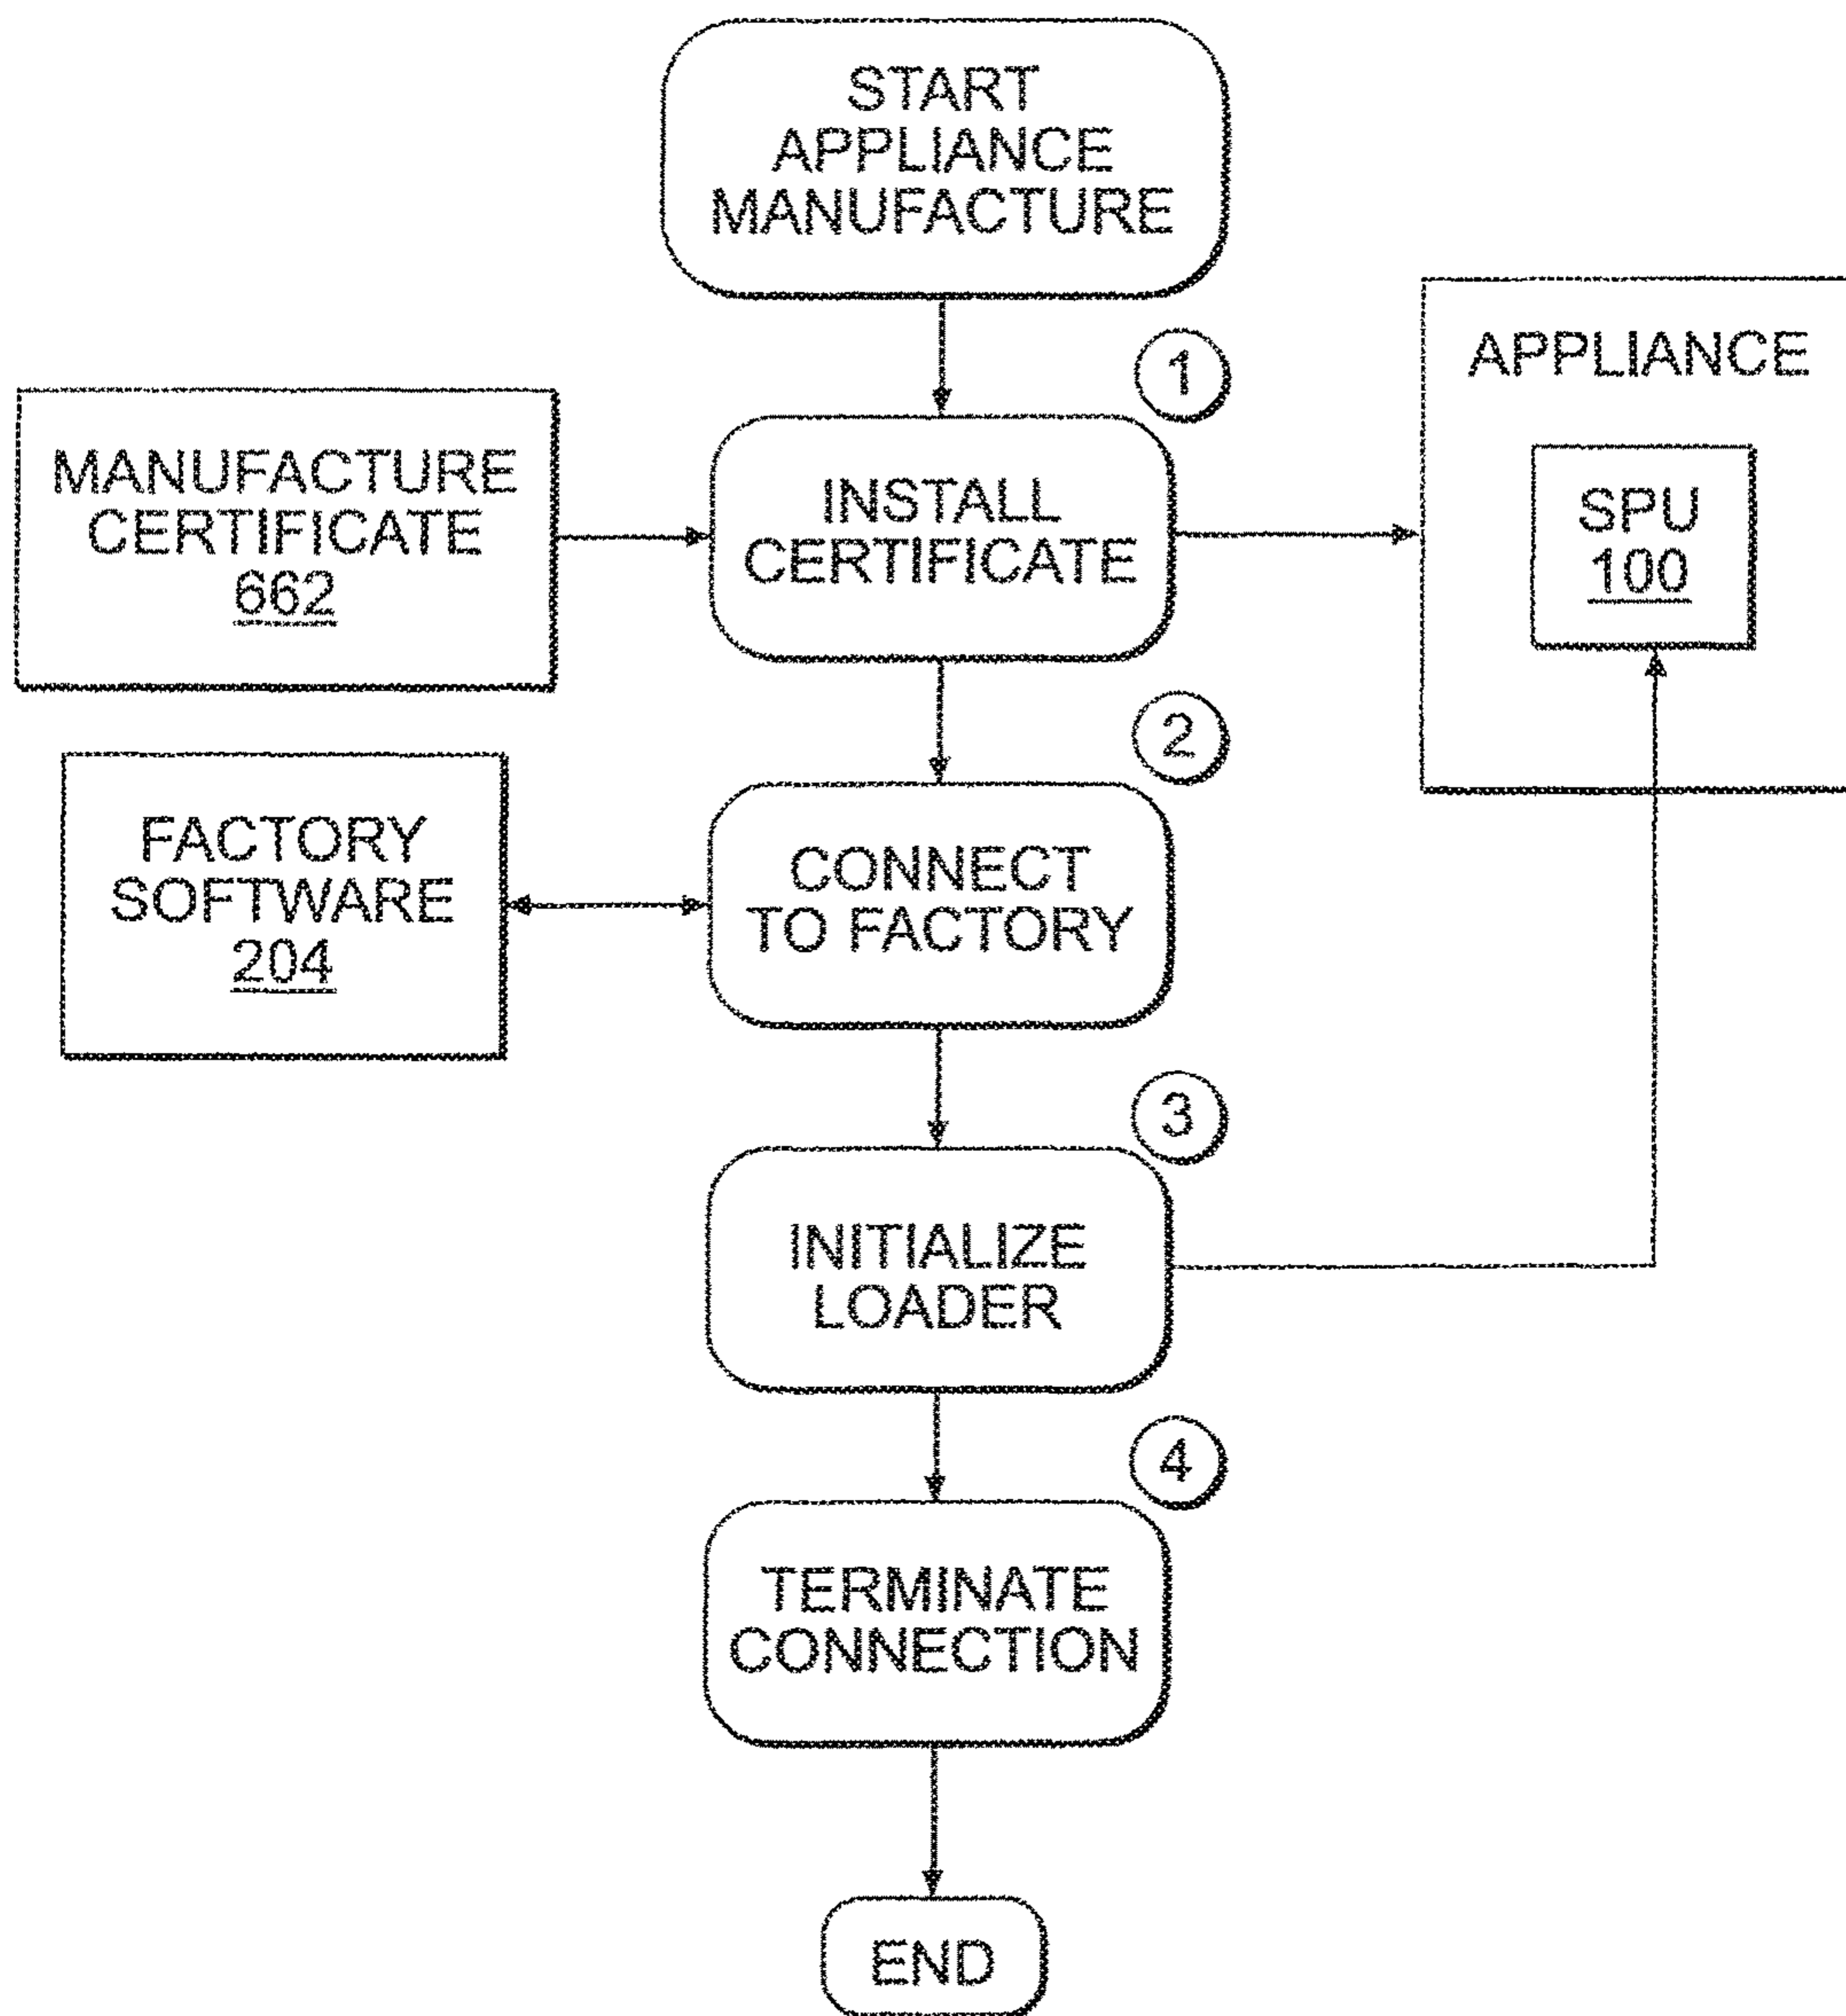 START
APPLIANCE
MANUFACTURE
1
APPLIANCE
MANUFACTURE
CERTIFICATE
662
INSTALL
CERTIFICATE
SPU
100
2
FACTORY
SOFTWARE
204
CONNECT
TO FACTORY
3
INITIALIZE
LOADER
4
TERMINATE
CONNECTION
END